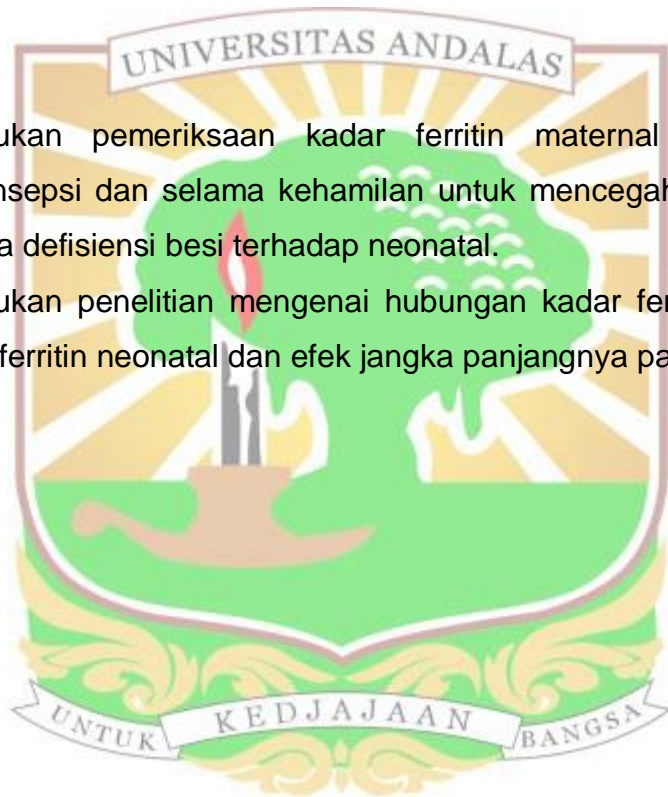 UNIVERSITAS ANDALAS
ukan pemeriksaan kadar ferritin maternal
nsepsi dan selama kehamilan untuk mencegah
a defisiensi besi terhadap neonatal.
ukan penelitian mengenai hubungan kadar fer
ferritin neonatal dan efek jangka panjangnya pa
UNTUK KEDJAJAAN BANGSA